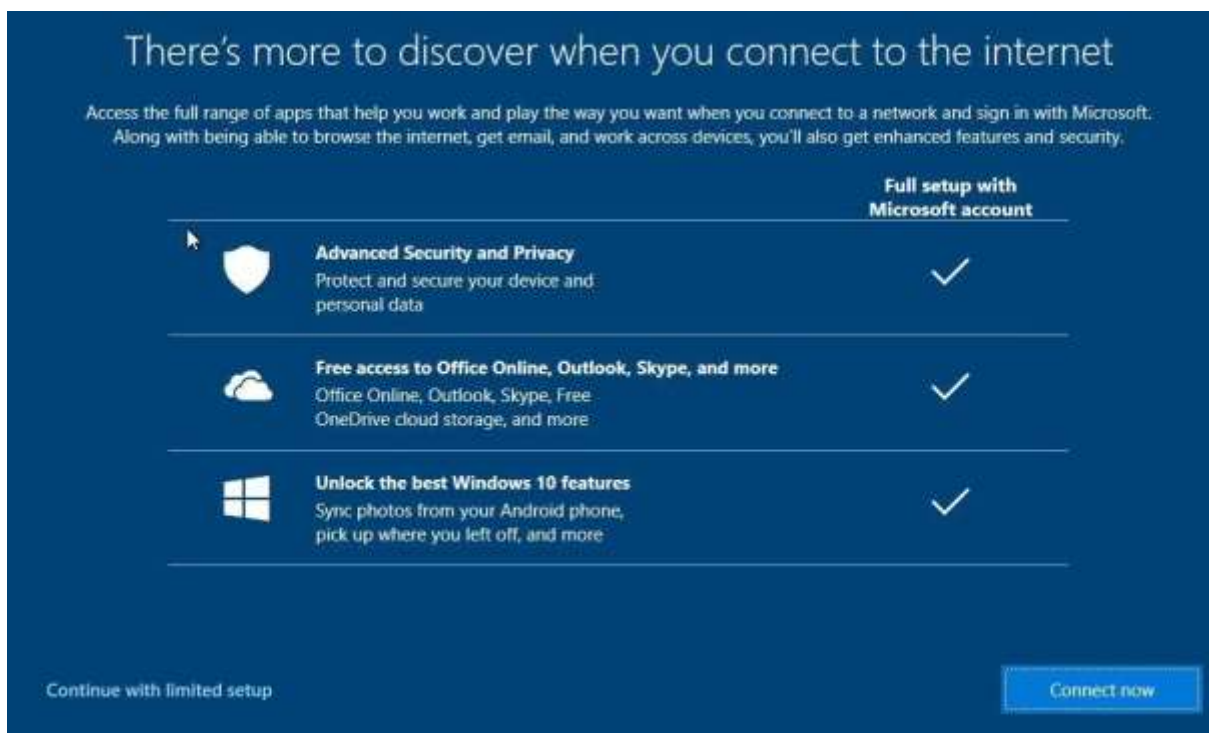 There's more to discover when you connect to the internet
Access the full range of apps that help you work and play the way you want when you connect to a network and sign in with Microsoft.
Along with being able to browse the internet, get email, and work across devices, you'll also get enhanced features and security.
Full setup with
Microsoft account
Advanced Security and Privacy
Protect and secure your device and
personal data
Free access to Office Online, Outlook, Skype, and more
Office Online, Outlook, Skype, Free
OneDrive cloud storage, and more
Unlock the best Windows 10 features
Sync photos from your Android phone,
pick up where you left off, and more
Continue with limited setup
Connect now